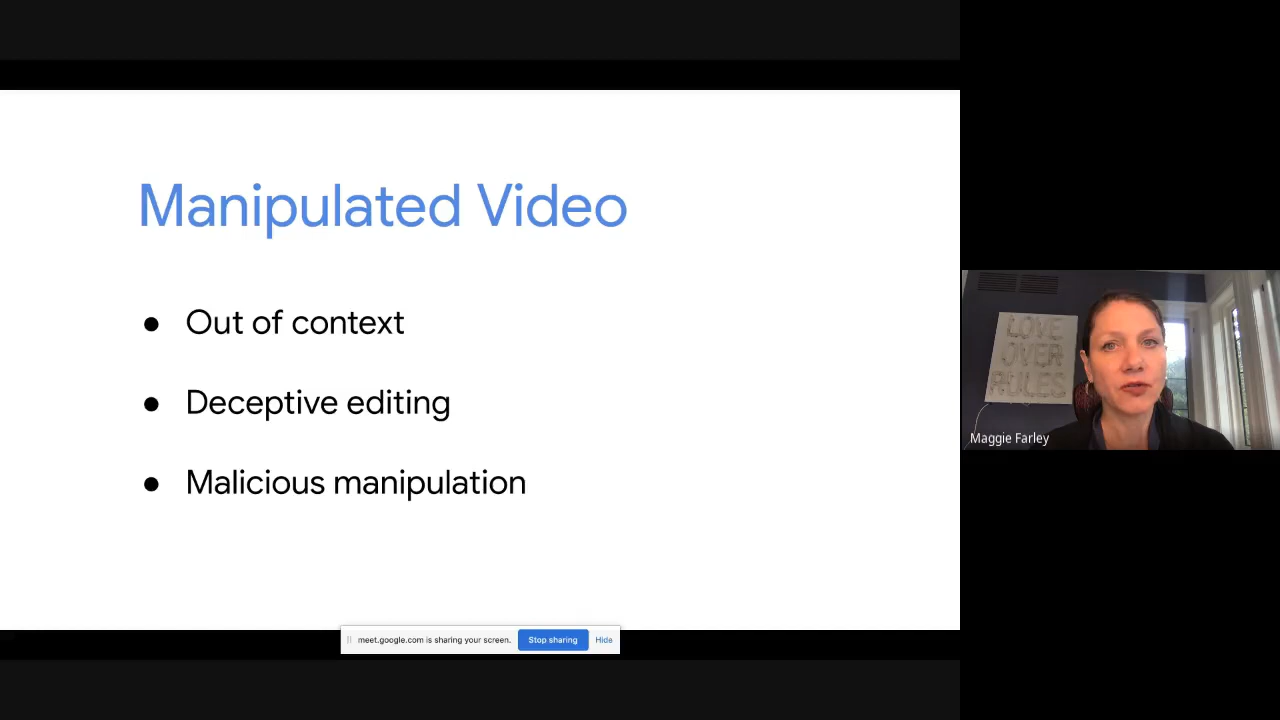 Manipulated Video
● Out of context
● Deceptive editing
● Malicious manipulation
LOVE
OVER
RULES
Maggie Farley
meet.google.com is sharing your screen. Stop sharing Hide